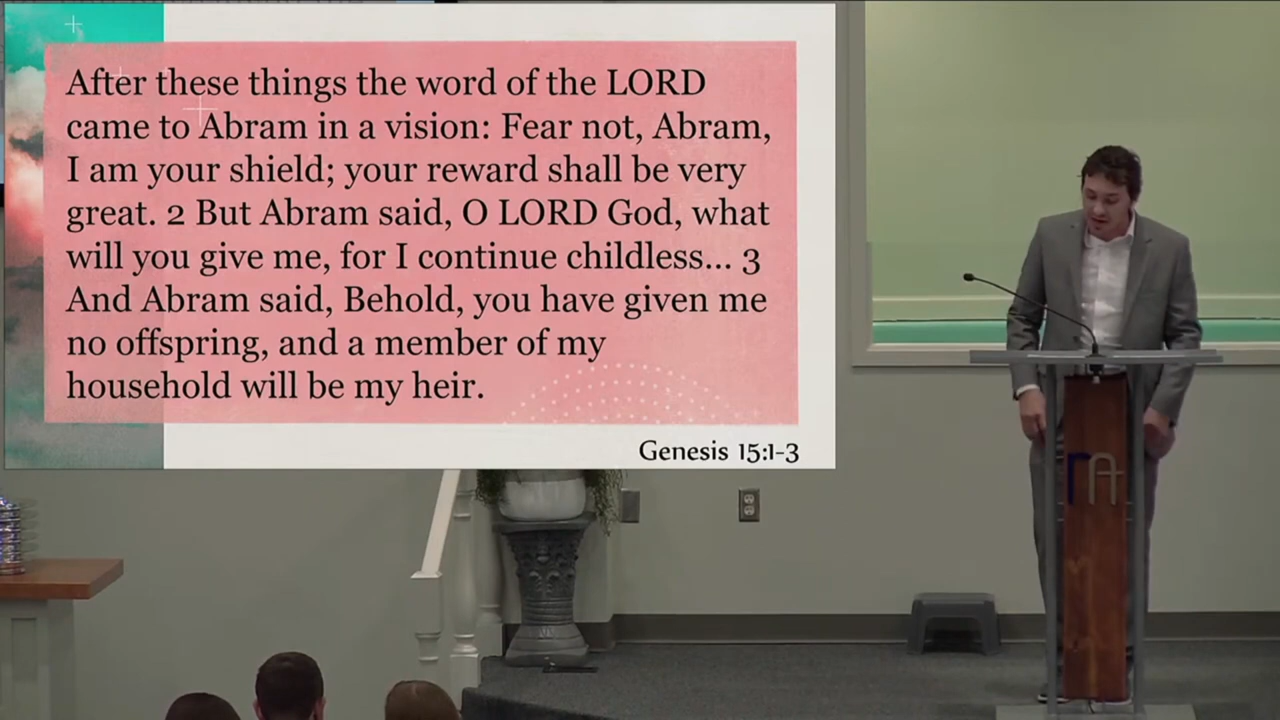 After these things the word of the LORD
came to Abram in a vision: Fear not, Abram,
I am your shield; your reward shall be very
great. 2 But Abram said, O LORD God, what
will you give me, for I continue childless... 3
And Abram said, Behold, you have given me
no offspring, and a member of my
household will be my heir.
Genesis 15:1-3
rA